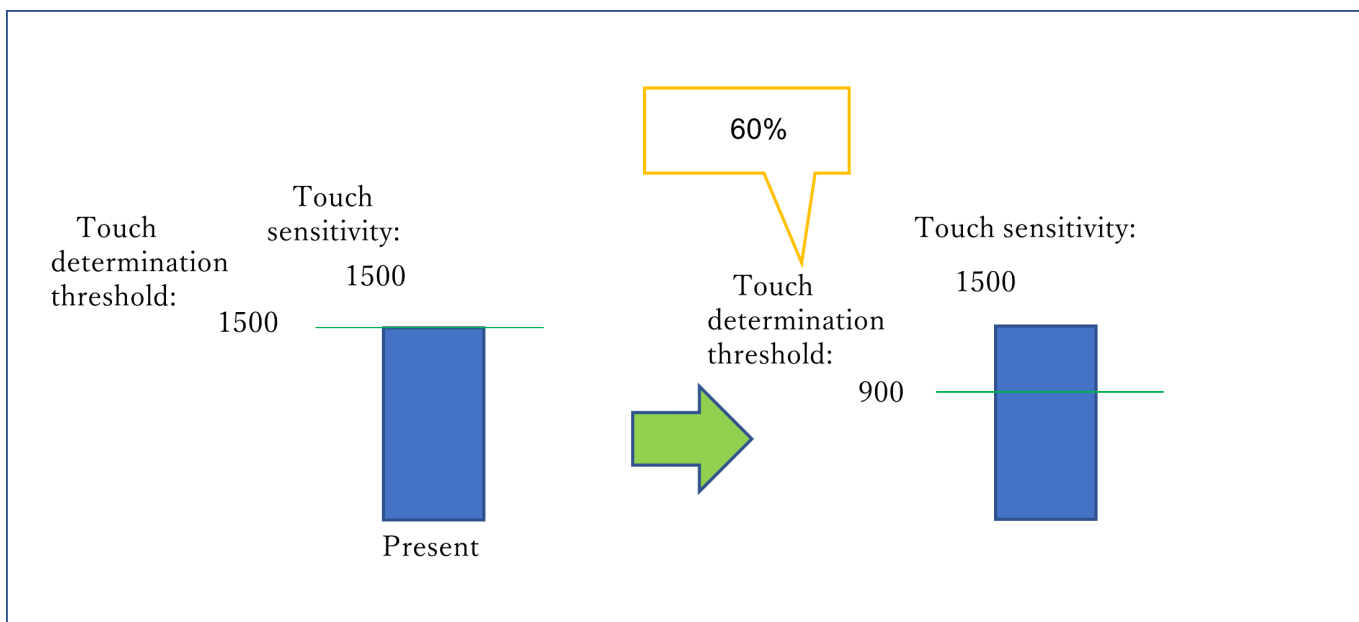 Touch
determination
threshold:
1500
Touch
sensitivity:
1500
Present
60%
Touch
determination
threshold:
900
Touch sensitivity:
1500